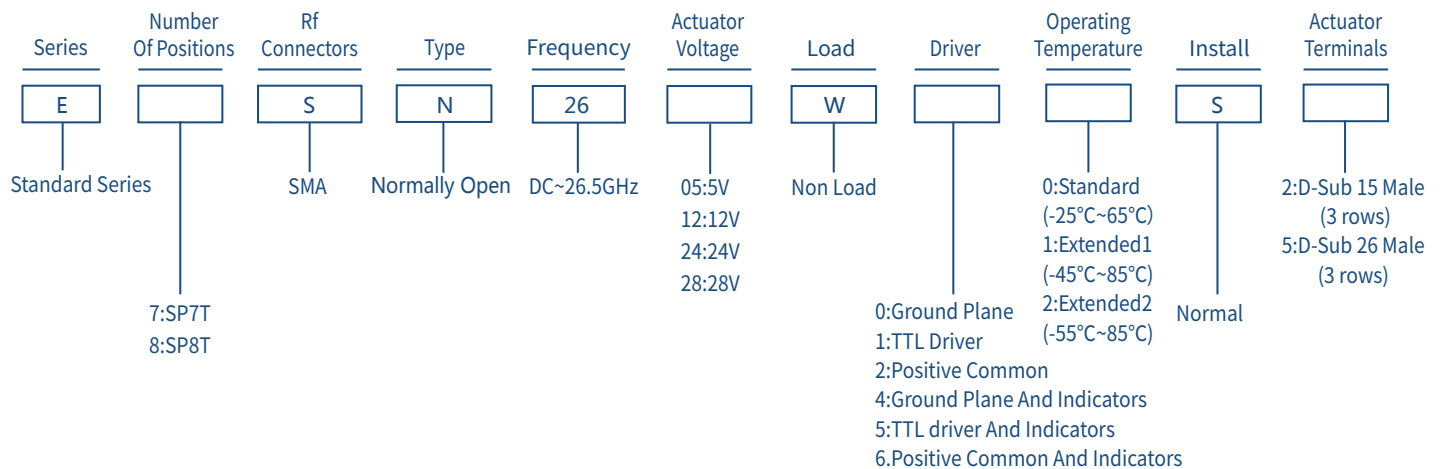 Series
Number
Of Positions
Rf
Connectors
Type
Frequency
Actuator
Voltage
Load
Driver
Operating
Temperature
Install
Actuator
Terminals
E
S
N
26
W
S
Standard Series
7:SP7T
8:SP8T
SMA
Normally Open
DC~26.5GHz
05:5V
12:12V
24:24V
28:28V
Non Load
0:Ground Plane
1:TTL Driver
2:Positive Common
4:Ground Plane And Indicators
5:TTL driver And Indicators
6.Positive Common And Indicators
0:Standard
(-25°C~65°C)
1:Extended1
(-45°C~85°C)
2:Extended2
(-55°C~85°C)
Normal
2:D-Sub 15 Male
(3 rows)
5:D-Sub 26 Male
(3 rows)